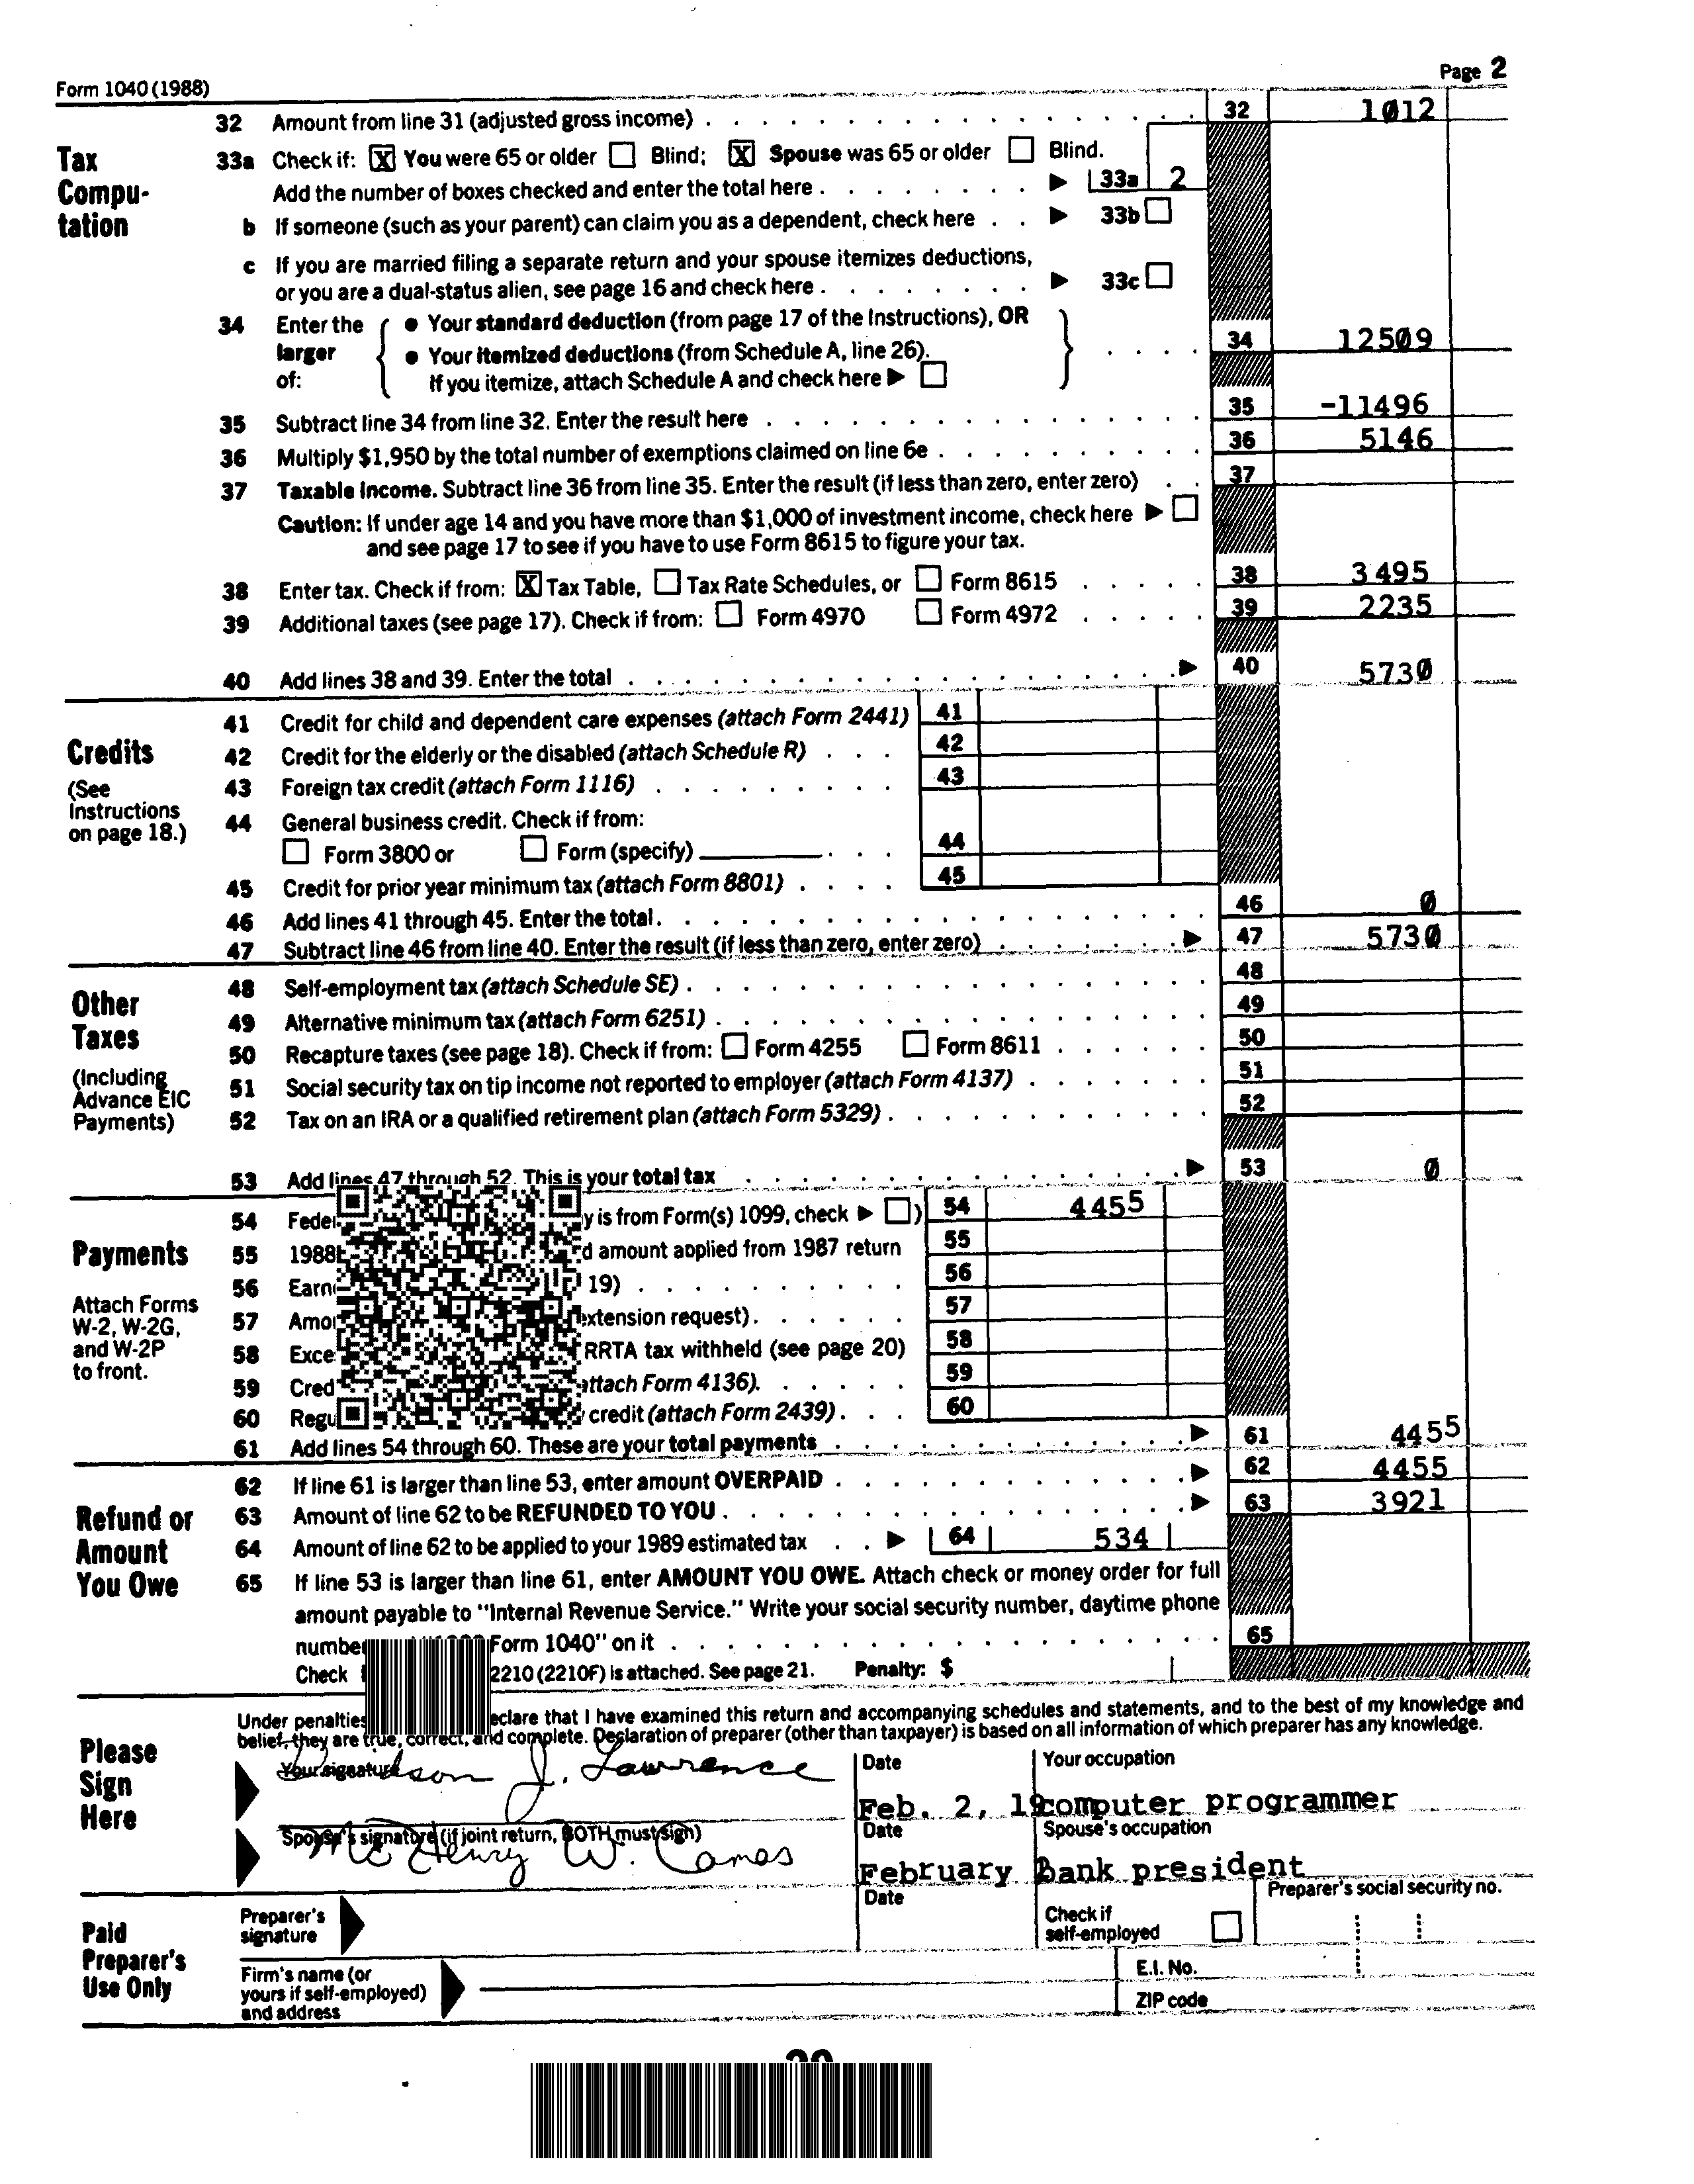 Form 1040 (1988)
Page 2
32 Amount from line 31 (adjusted gross income) . . . 32 1012
Tax Compu-tation
33a Check if: X You were 65 or older Blind; X Spouse was 65 or older Blind.
Add the number of boxes checked and enter the total here . . . 33a 2
b If someone (such as your parent) can claim you as a dependent, check here . . 33b
c If you are married filing a separate return and your spouse itemizes deductions,
or you are a dual-status alien, see page 16 and check here . . . 33c
34 Enter the larger of:
• Your standard deduction (from page 17 of the Instructions), OR
• Your itemized deductions (from Schedule A, line 26).
If you itemize, attach Schedule A and check here
34 12509
35 Subtract line 34 from line 32. Enter the result here . . . 35 -11496
36 Multiply $1,950 by the total number of exemptions claimed on line 6e . . . 36 5146
37 Taxable income. Subtract line 36 from line 35. Enter the result (if less than zero, enter zero) . . 37
Caution: If under age 14 and you have more than $1,000 of investment income, check here
and see page 17 to see if you have to use Form 8615 to figure your tax.
38 Enter tax. Check if from: X Tax Table, Tax Rate Schedules, or Form 8615 . . . 38 3495
39 Additional taxes (see page 17). Check if from: Form 4970 Form 4972 . . . 39 2235
40 Add lines 38 and 39. Enter the total . . . 40 5730
Credits
(See Instructions on page 18.)
41 Credit for child and dependent care expenses (attach Form 2441) 41
42 Credit for the elderly or the disabled (attach Schedule R) . . . 42
43 Foreign tax credit (attach Form 1116) . . . 43
44 General business credit. Check if from:
Form 3800 or Form (specify) . . . 44
45 Credit for prior year minimum tax (attach Form 8801) . . . 45
46 Add lines 41 through 45. Enter the total . . . 46 0
47 Subtract line 46 from line 40. Enter the result (if less than zero, enter zero) . . . 47 5730
Other Taxes
(Including Advance EIC Payments)
48 Self-employment tax (attach Schedule SE) . . . 48
49 Alternative minimum tax (attach Form 6251) . . . 49
50 Recapture taxes (see page 18). Check if from: Form 4255 Form 8611 . . . 50
51 Social security tax on tip income not reported to employer (attach Form 4137) . . . 51
52 Tax on an IRA or a qualified retirement plan (attach Form 5329) . . . 52
53 Add lines 47 through 52. This is your total tax . . . 53 0
Payments
Attach Forms W-2, W-2G, and W-2P to front.
54 y is from Form(s) 1099, check ) 54 4455
55 1988 d amount applied from 1987 return 55
56 19) . . . 56
57 extension request) . . . 57
58 RRTA tax withheld (see page 20) 58
59 attach Form 4136) . . . 59
60 credit (attach Form 2439) . . . 60
61 Add lines 54 through 60. These are your total payments . . . 61 4455
Refund or Amount You Owe
62 If line 61 is larger than line 53, enter amount OVERPAID . . . 62 4455
63 Amount of line 62 to be REFUNDED TO YOU . . . 63 3921
64 Amount of line 62 to be applied to your 1989 estimated tax . . 64 534
65 If line 53 is larger than line 61, enter AMOUNT YOU OWE. Attach check or money order for full
amount payable to "Internal Revenue Service." Write your social security number, daytime phone
Form 1040" on it . . . 65
Check 2210 (2210F) is attached. See page 21. Penalty: $
Please Sign Here
Under penalties eclare that I have examined this return and accompanying schedules and statements, and to the best of my knowledge and
belief, they are true, correct, and complete. Declaration of preparer (other than taxpayer) is based on all information of which preparer has any knowledge.
Your signature J. Lawrence
Date Feb. 2, 19
Your occupation computer programmer
Spouse's signature (if joint return, BOTH must sign) McHenry W.
Date February
Spouse's occupation Bank president
Paid Preparer's Use Only
Preparer's signature
Date
Check if self-employed
Preparer's social security no.
Firm's name (or yours if self-employed) and address
E.I. No.
ZIP code